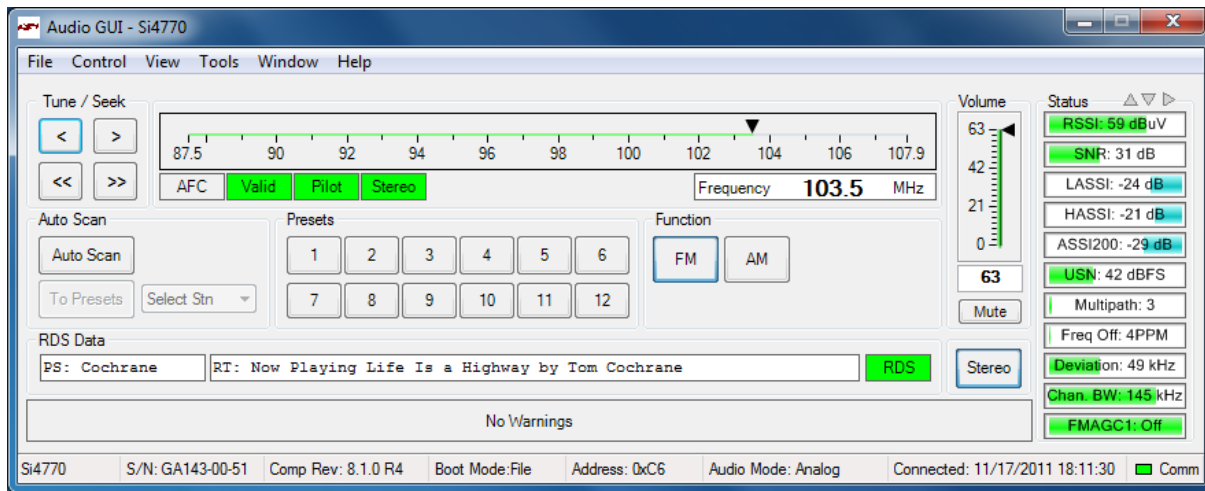 Audio GUI - Si4770
File Control View Tools Window Help
Tune / Seek
< >
<< >>
87.5 90 92 94 96 98 100 102 104 106 107.9
AFC Valid Pilot Stereo Frequency 103.5 MHz
Auto Scan
Auto Scan
To Presets Select Stn
Presets
1 2 3 4 5 6
7 8 9 10 11 12
Function
FM AM
Volume
63
42
21
0
63
Mute
Status
RSSI: 59 dBuV
SNR: 31 dB
LASSI: -24 dB
HASSI: -21 dB
ASSI200: -29 dB
USN: 42 dBFS
Multipath: 3
Freq Off: 4PPM
Deviation: 49 kHz
Chan. BW: 145 kHz
FMAGC1: Off
RDS Data
PS: Cochrane RT: Now Playing Life Is a Highway by Tom Cochrane RDS
Stereo
No Warnings
Si4770 S/N: GA143-00-51 Comp Rev: 8.1.0 R4 Boot Mode:File Address: 0xC6 Audio Mode: Analog Connected: 11/17/2011 18:11:30 Comm